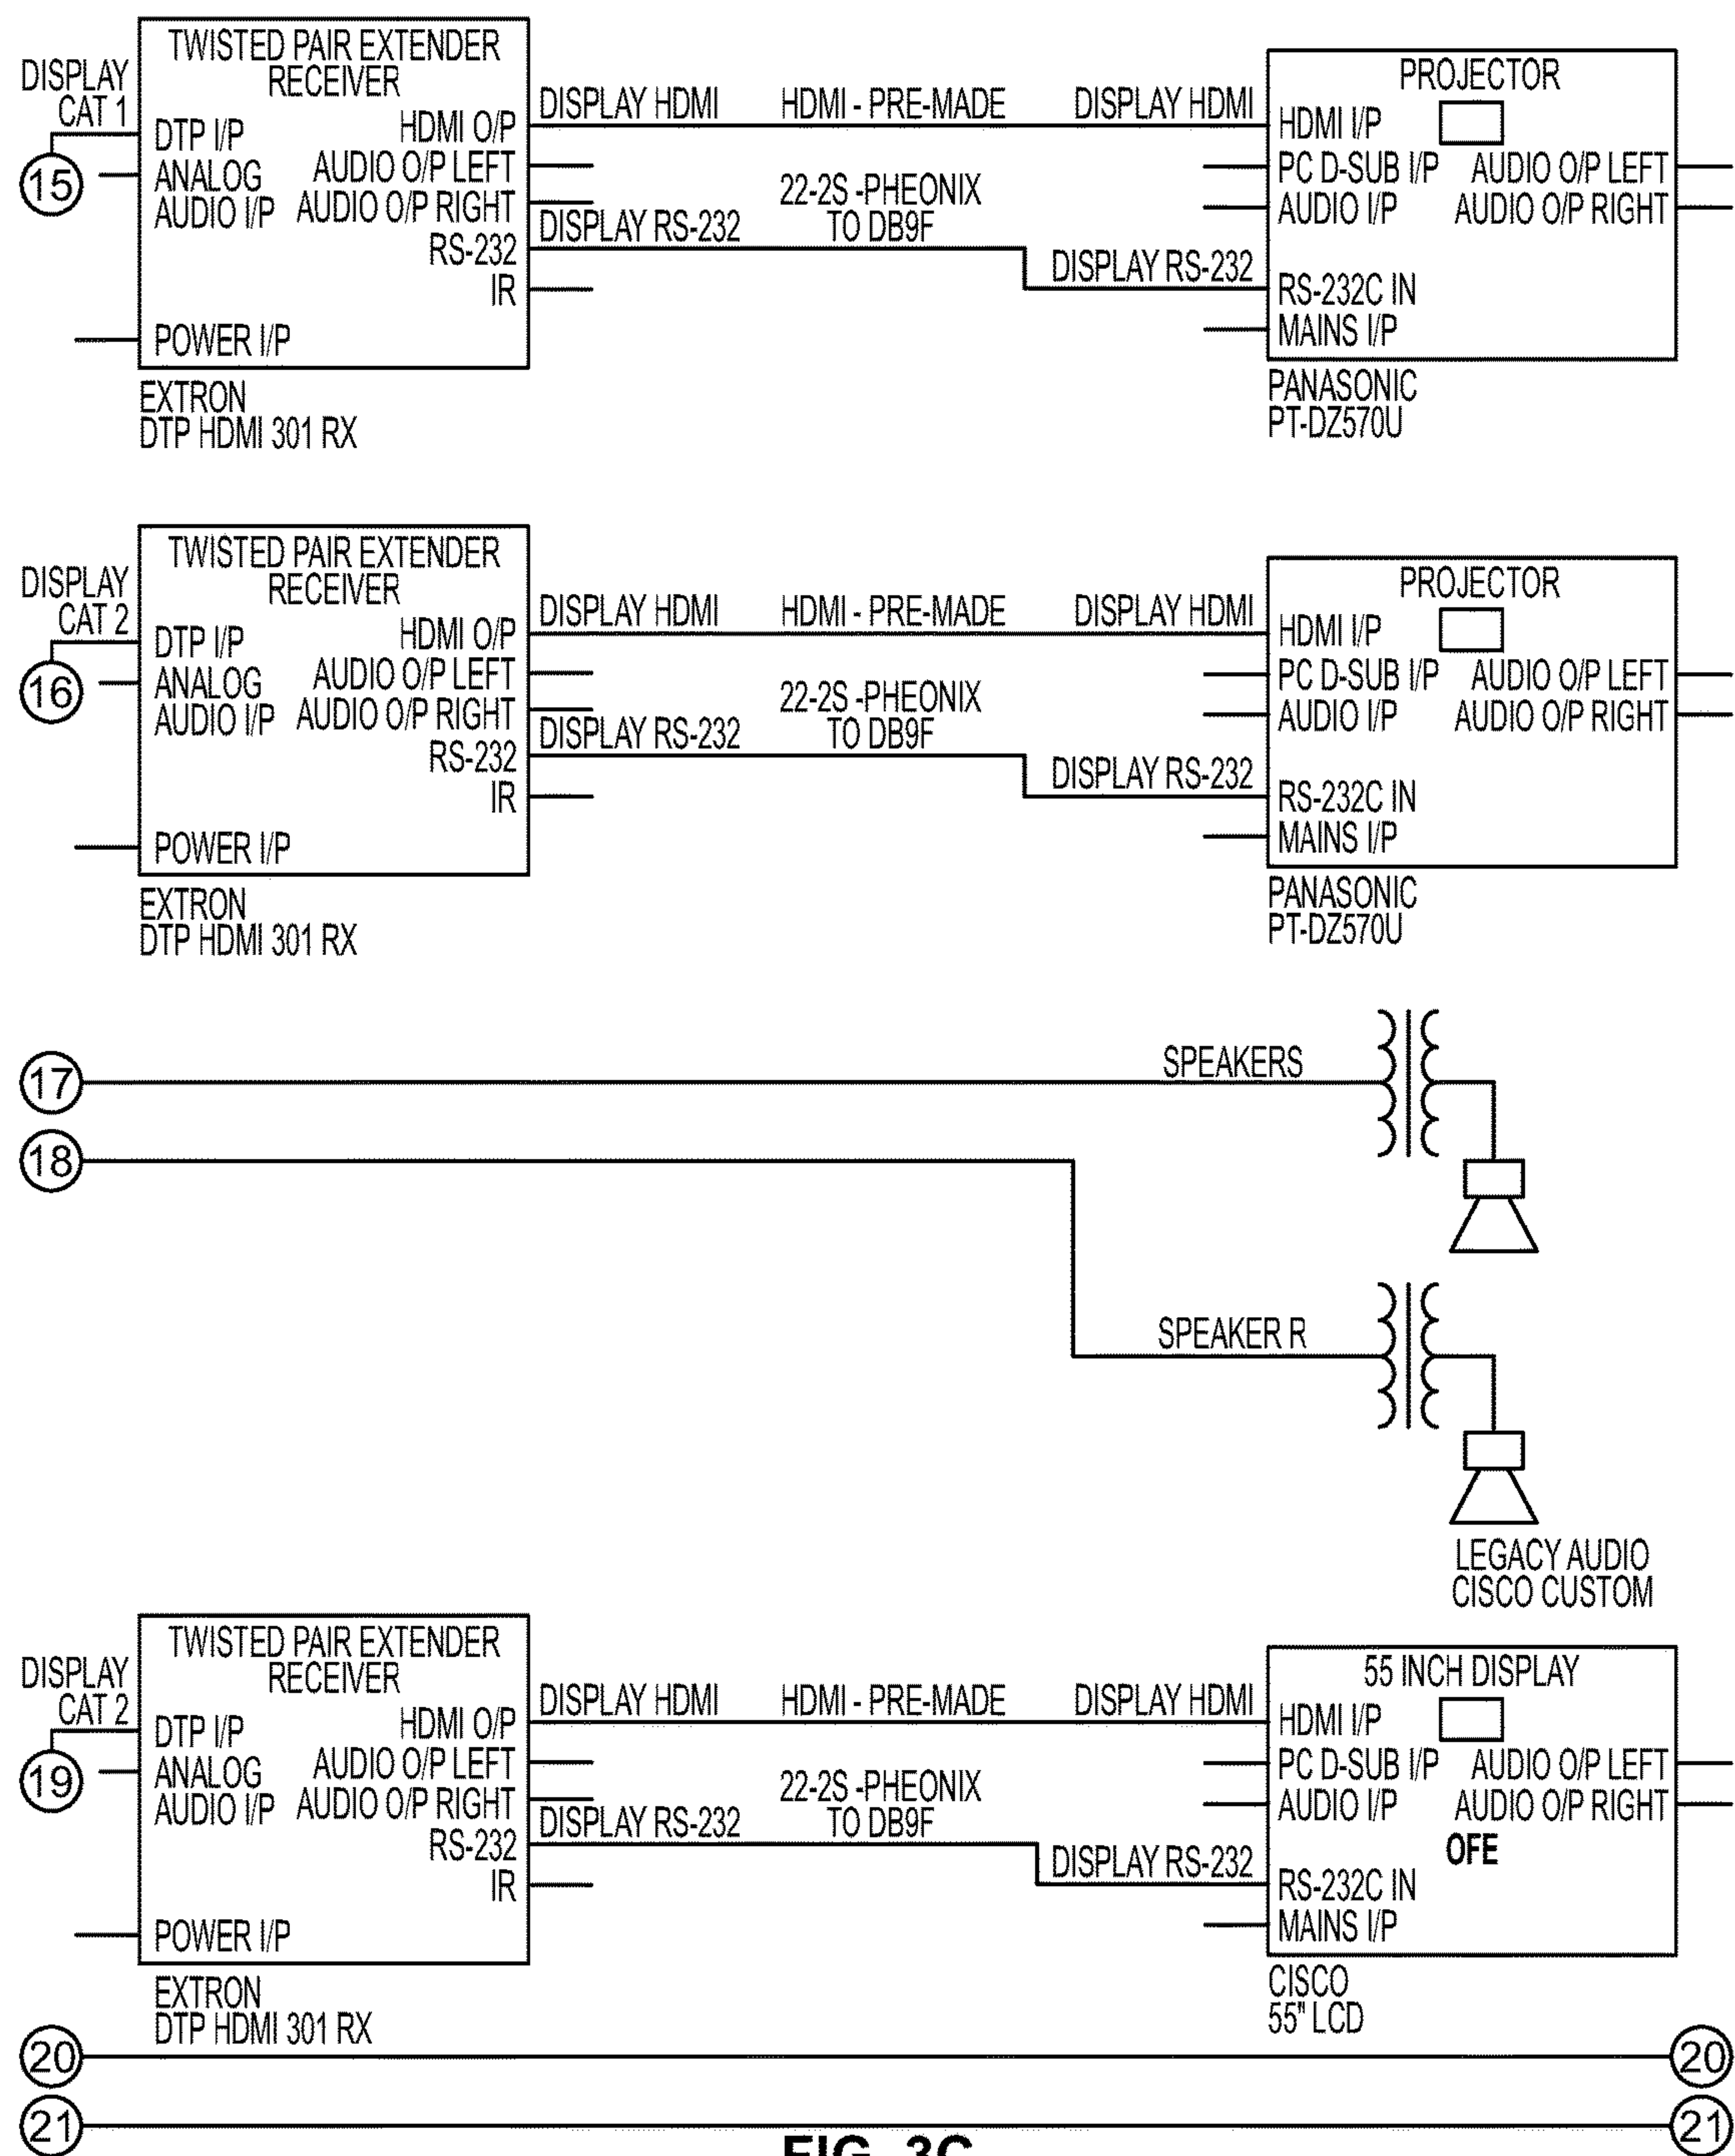 TWISTED PAIR EXTENDER
RECEIVER
DISPLAY
CAT 1
15
DTP I/P
ANALOG
AUDIO I/P
HDMI O/P
AUDIO O/P LEFT
AUDIO O/P RIGHT
RS-232
IR
POWER I/P
EXTRON
DTP HDMI 301 RX
DISPLAY HDMI HDMI - PRE-MADE DISPLAY HDMI
22-2S -PHEONIX
TO DB9F
DISPLAY RS-232
DISPLAY RS-232
PROJECTOR
HDMI I/P
PC D-SUB I/P AUDIO O/P LEFT
AUDIO I/P AUDIO O/P RIGHT
RS-232C IN
MAINS I/P
PANASONIC
PT-DZ570U
TWISTED PAIR EXTENDER
RECEIVER
DISPLAY
CAT 2
16
DTP I/P
ANALOG
AUDIO I/P
HDMI O/P
AUDIO O/P LEFT
AUDIO O/P RIGHT
RS-232
IR
POWER I/P
EXTRON
DTP HDMI 301 RX
DISPLAY HDMI HDMI - PRE-MADE DISPLAY HDMI
22-2S -PHEONIX
TO DB9F
DISPLAY RS-232
DISPLAY RS-232
PROJECTOR
HDMI I/P
PC D-SUB I/P AUDIO O/P LEFT
AUDIO I/P AUDIO O/P RIGHT
RS-232C IN
MAINS I/P
PANASONIC
PT-DZ570U
17
SPEAKERS
18
SPEAKER R
LEGACY AUDIO
CISCO CUSTOM
TWISTED PAIR EXTENDER
RECEIVER
DISPLAY
CAT 2
19
DTP I/P
ANALOG
AUDIO I/P
HDMI O/P
AUDIO O/P LEFT
AUDIO O/P RIGHT
RS-232
IR
POWER I/P
EXTRON
DTP HDMI 301 RX
DISPLAY HDMI HDMI - PRE-MADE DISPLAY HDMI
22-2S -PHEONIX
TO DB9F
DISPLAY RS-232
DISPLAY RS-232
55 INCH DISPLAY
HDMI I/P
PC D-SUB I/P AUDIO O/P LEFT
AUDIO I/P AUDIO O/P RIGHT
OFE
RS-232C IN
MAINS I/P
CISCO
55" LCD
20 20
21 21
FIG. 3C